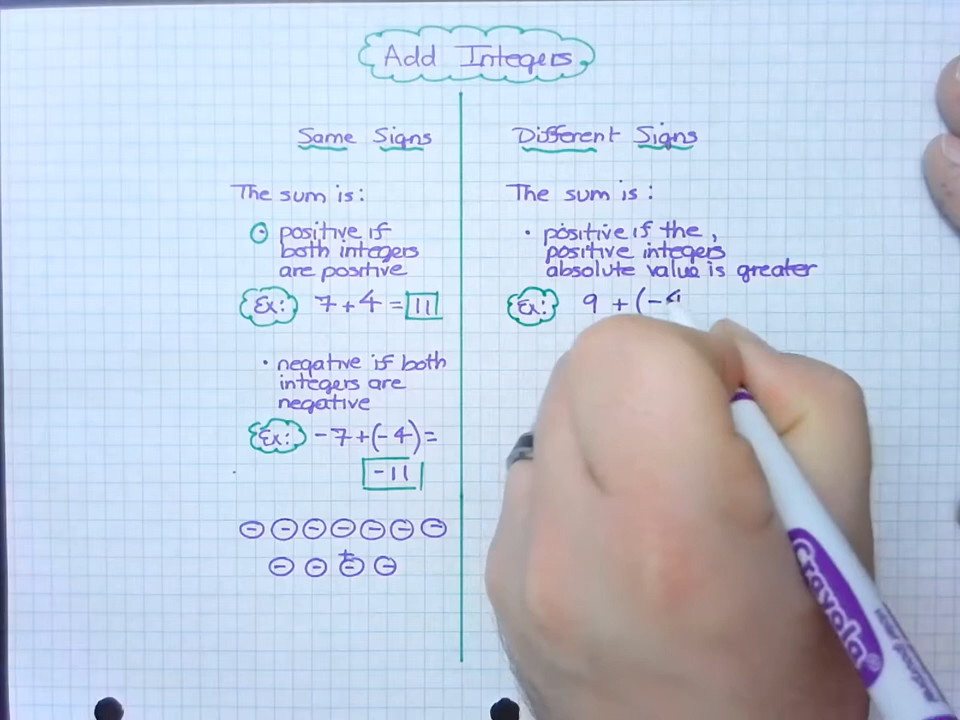 Add Integers
Same Signs
The sum is:
• positive if
both integers
are positive
Ex: 7 + 4 = 11
• negative if both
integers are
negative
Ex: -7 + (-4) =
-11
⊖ ⊖ ⊖ ⊖ ⊖ ⊖ ⊖
+
⊖ ⊖ ⊖ ⊖
Different Signs
The sum is:
• positive if the
positive integers
absolute value is greater
Ex: 9 + (-4
Crayola®